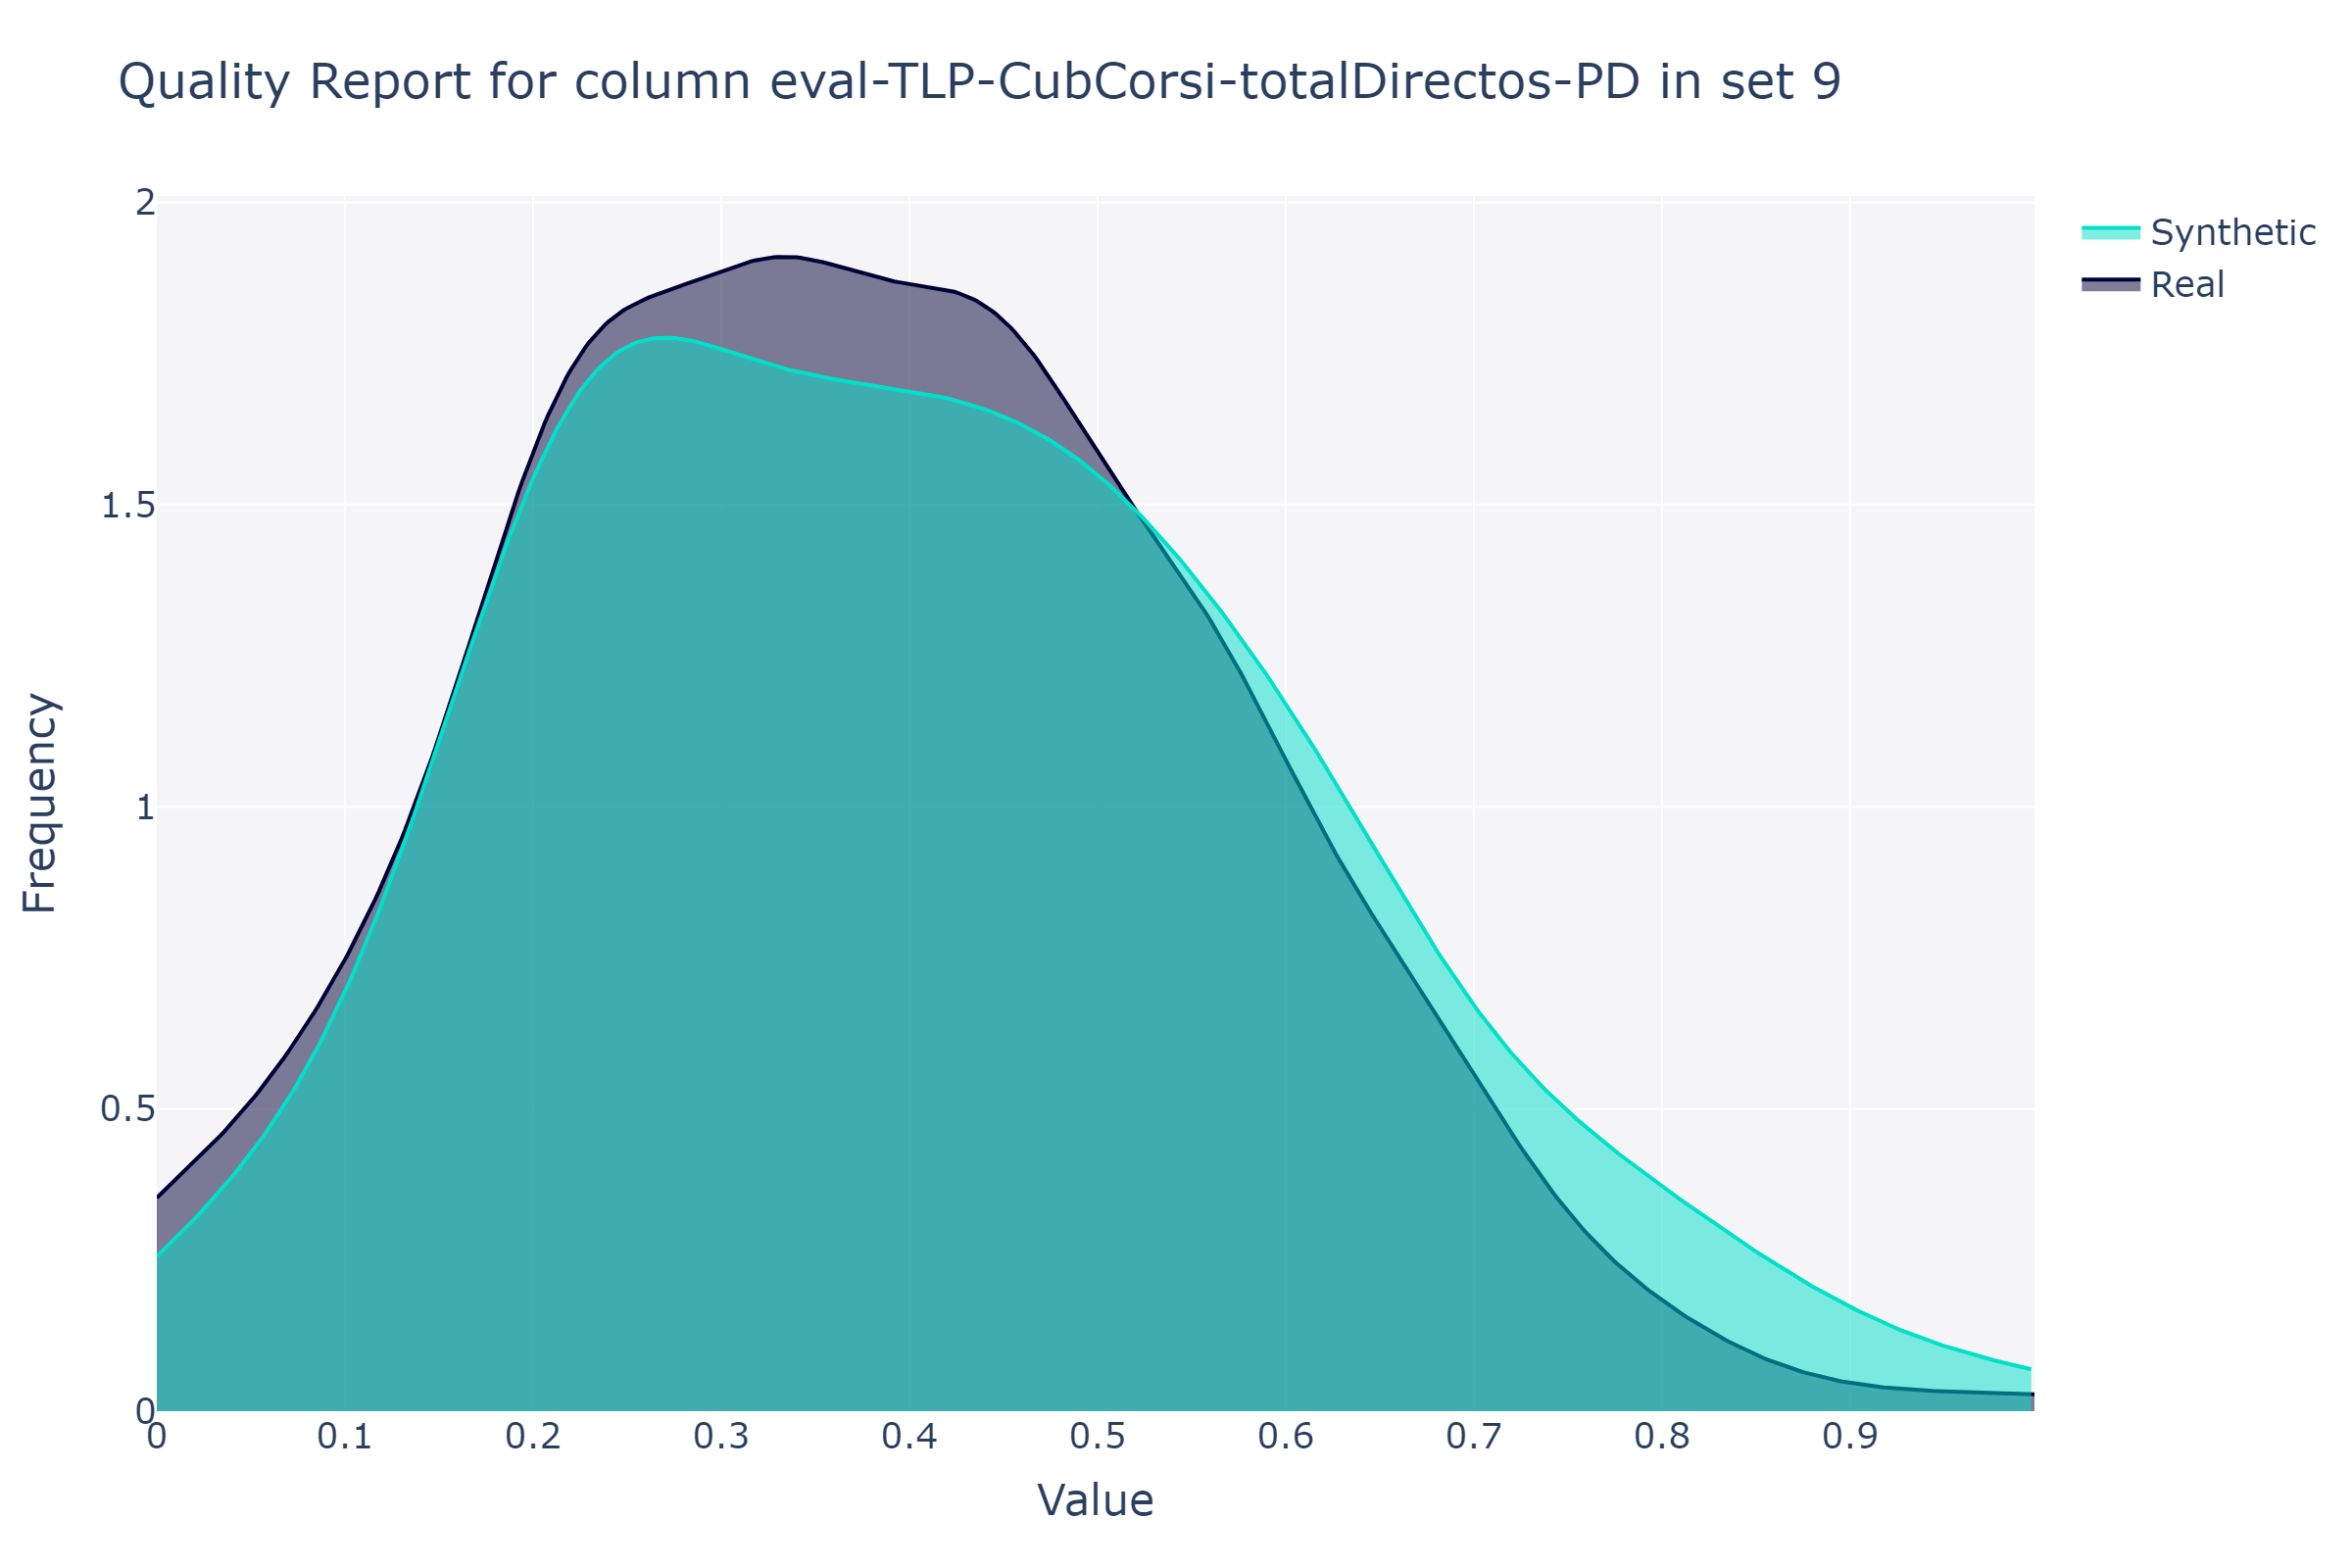 Quality Report for column eval-TLP-CubCorsi-totalDirectos-PD in set 9
Synthetic
Real
Frequency
2
1.5
1
0.5
0
0 0.1 0.2 0.3 0.4 0.5 0.6 0.7 0.8 0.9
Value